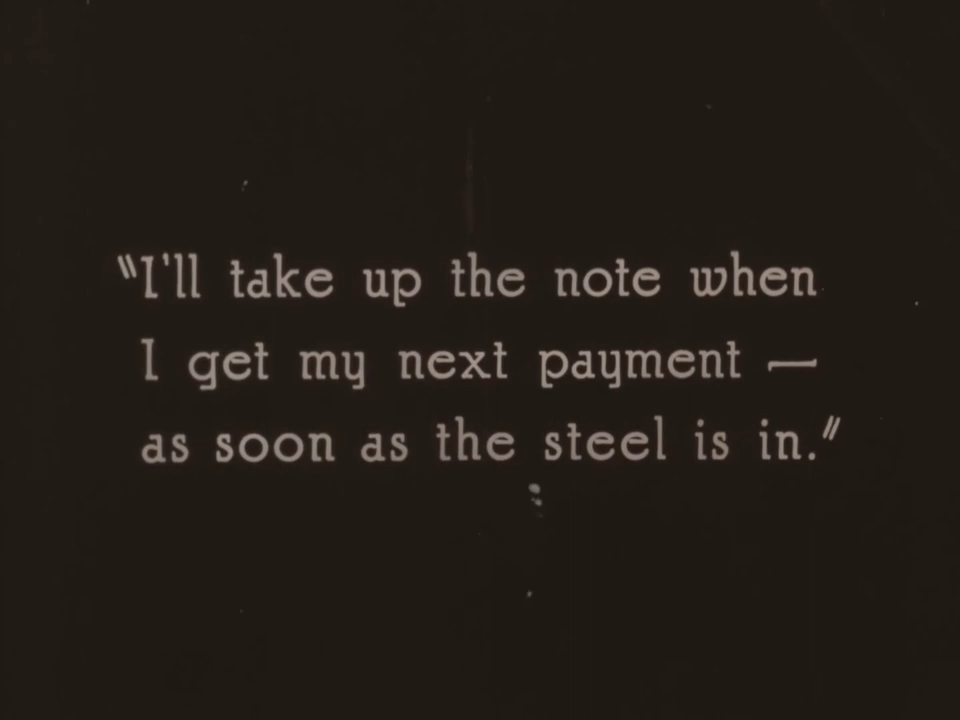 "I'll take up the note when
I get my next payment —
as soon as the steel is in."